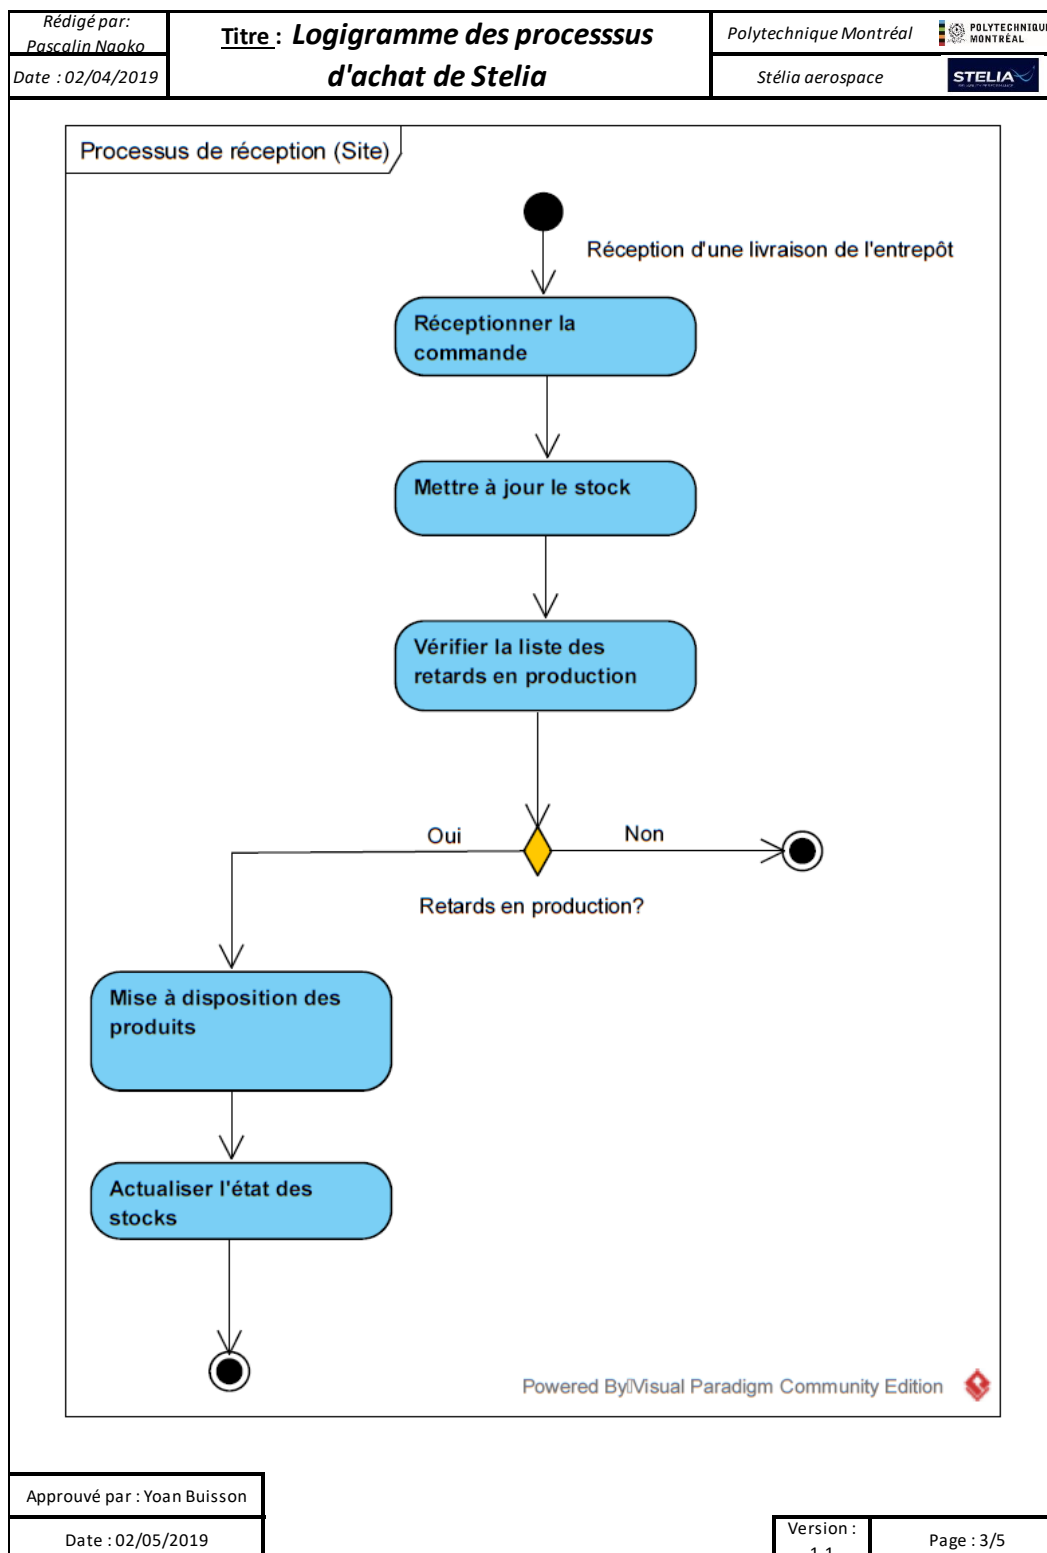 Rédigé par:
Pascalin Ngoko
Date : 02/04/2019
Titre : Logigramme des processsus
d'achat de Stelia
Polytechnique Montréal
POLYTECHNIQUE
MONTRÉAL
Stélia aerospace
STELIA
Processus de réception (Site)
Réception d'une livraison de l'entrepôt
Réceptionner la
commande
Mettre à jour le stock
Vérifier la liste des
retards en production
Oui
Non
Retards en production?
Mise à disposition des
produits
Actualiser l'état des
stocks
Powered By Visual Paradigm Community Edition
Approuvé par : Yoan Buisson
Date : 02/05/2019
Version :
1.1
Page : 3/5